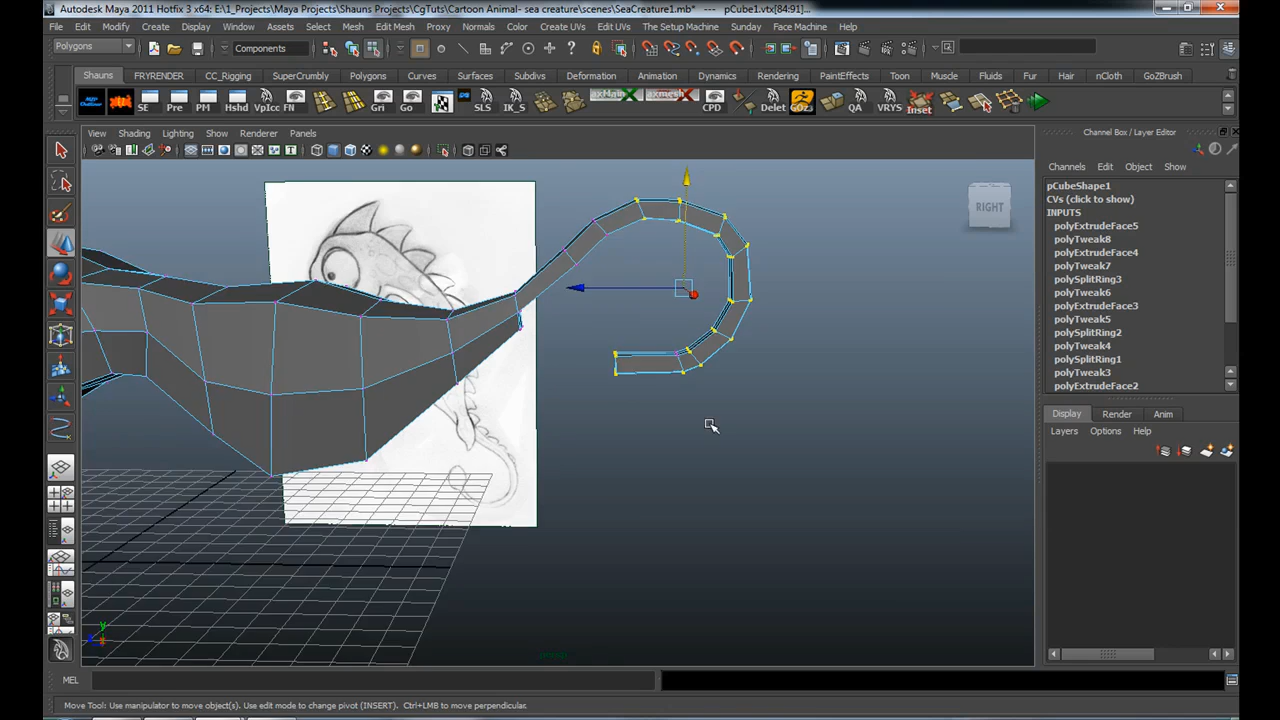 Autodesk Maya 2011 Hotfix 3 x64: E:\1_Projects\Maya Projects\Shauns Projects\CgTuts\Cartoon Animal- sea creature\scenes\SeaCreature1.mb* --- pCube1.vtx[84:91]...
File Edit Modify Create Display Window Assets Select Mesh Edit Mesh Proxy Normals Color Create UVs Edit UVs The Setup Machine Muscle Sunday Face Machine Help
Polygons Components
Shauns FRYRENDER CC_Rigging SuperCrumbly Polygons Curves Surfaces Subdivs Deformation Animation Dynamics Rendering PaintEffects Toon Muscle Fluids Fur Hair nCloth GoZBrush
SE Pre PM Hshd VpIcc FN Gri Go SLS IK_S axMain axmesh CPD Delet GOz3 QA VRYS Inset
View Shading Lighting Show Renderer Panels
Channel Box / Layer Editor
Channels Edit Object Show
pCubeShape1
CVs (click to show)
INPUTS
polyExtrudeFace5
polyTweak8
polyExtrudeFace4
polyTweak7
polySplitRing3
polyTweak6
polyExtrudeFace3
polyTweak5
polySplitRing2
polyTweak4
polySplitRing1
polyTweak3
polyExtrudeFace2
RIGHT
Display Render Anim
Layers Options Help
y
persp
MEL
Move Tool: Use manipulator to move object(s). Use edit mode to change pivot (INSERT). Ctrl+LMB to move perpendicular.